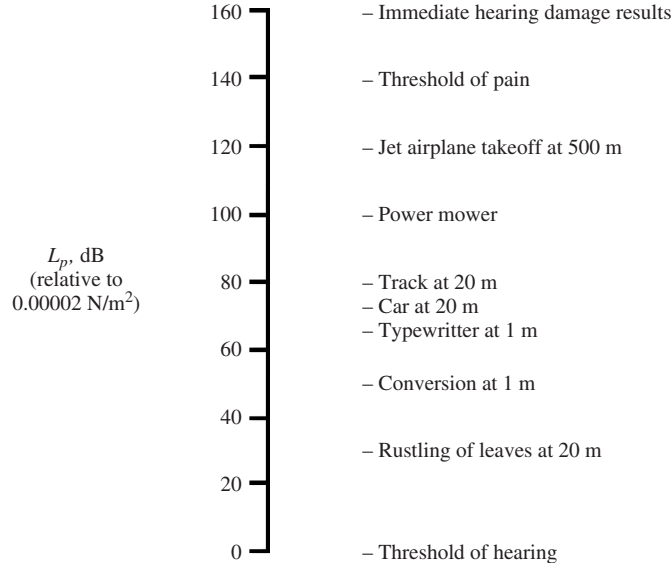 160 – Immediate hearing damage results
140 – Threshold of pain
120 – Jet airplane takeoff at 500 m
100 – Power mower
L_p, dB
(relative to
0.00002 N/m²)
80 – Track at 20 m
– Car at 20 m
– Typewritter at 1 m
60
– Conversion at 1 m
40
– Rustling of leaves at 20 m
20
0 – Threshold of hearing